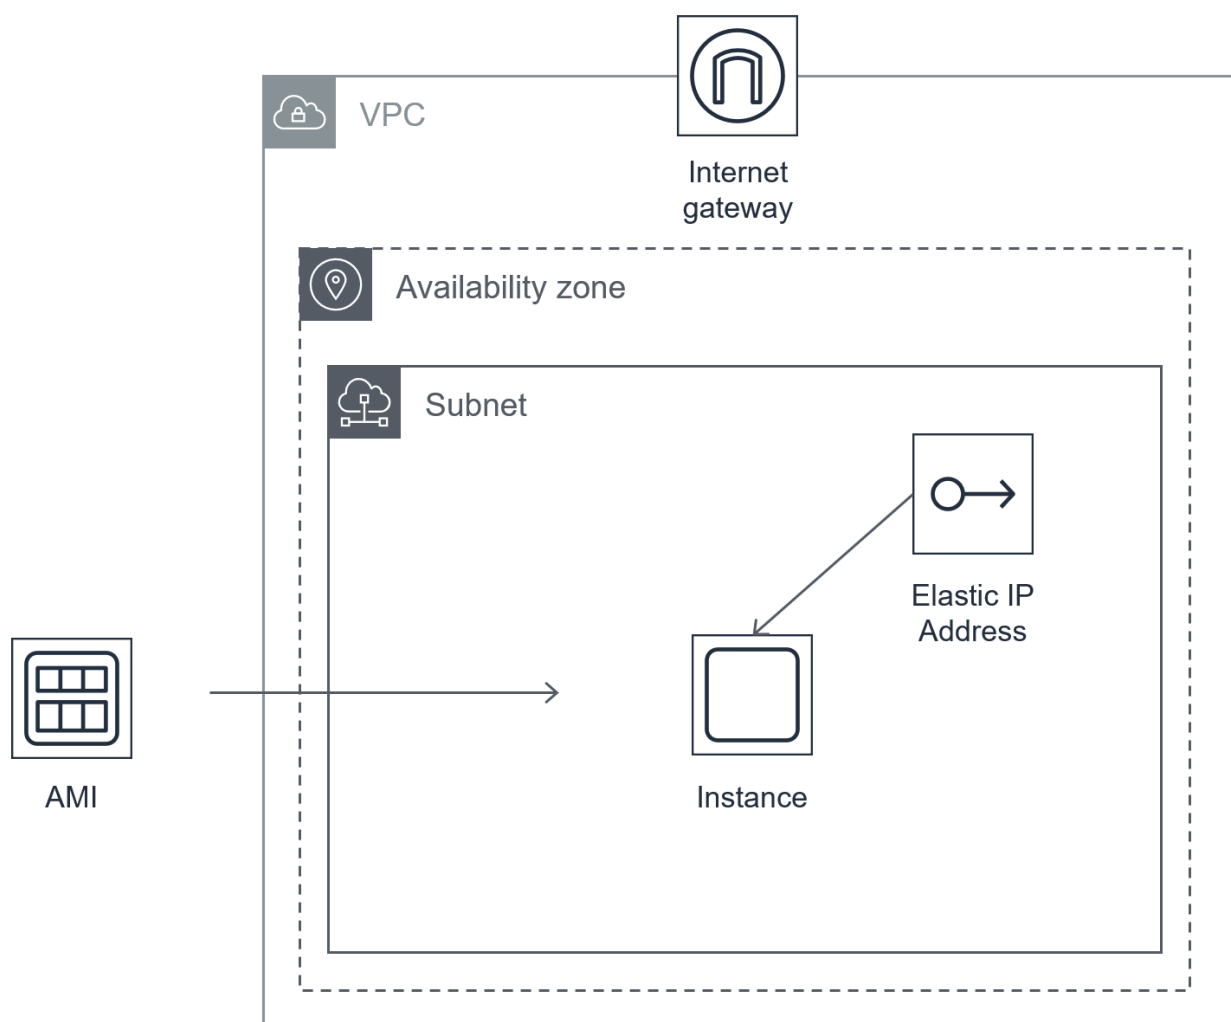 VPC
Internet
gateway
Availability zone
Subnet
Elastic IP
Address
AMI
Instance